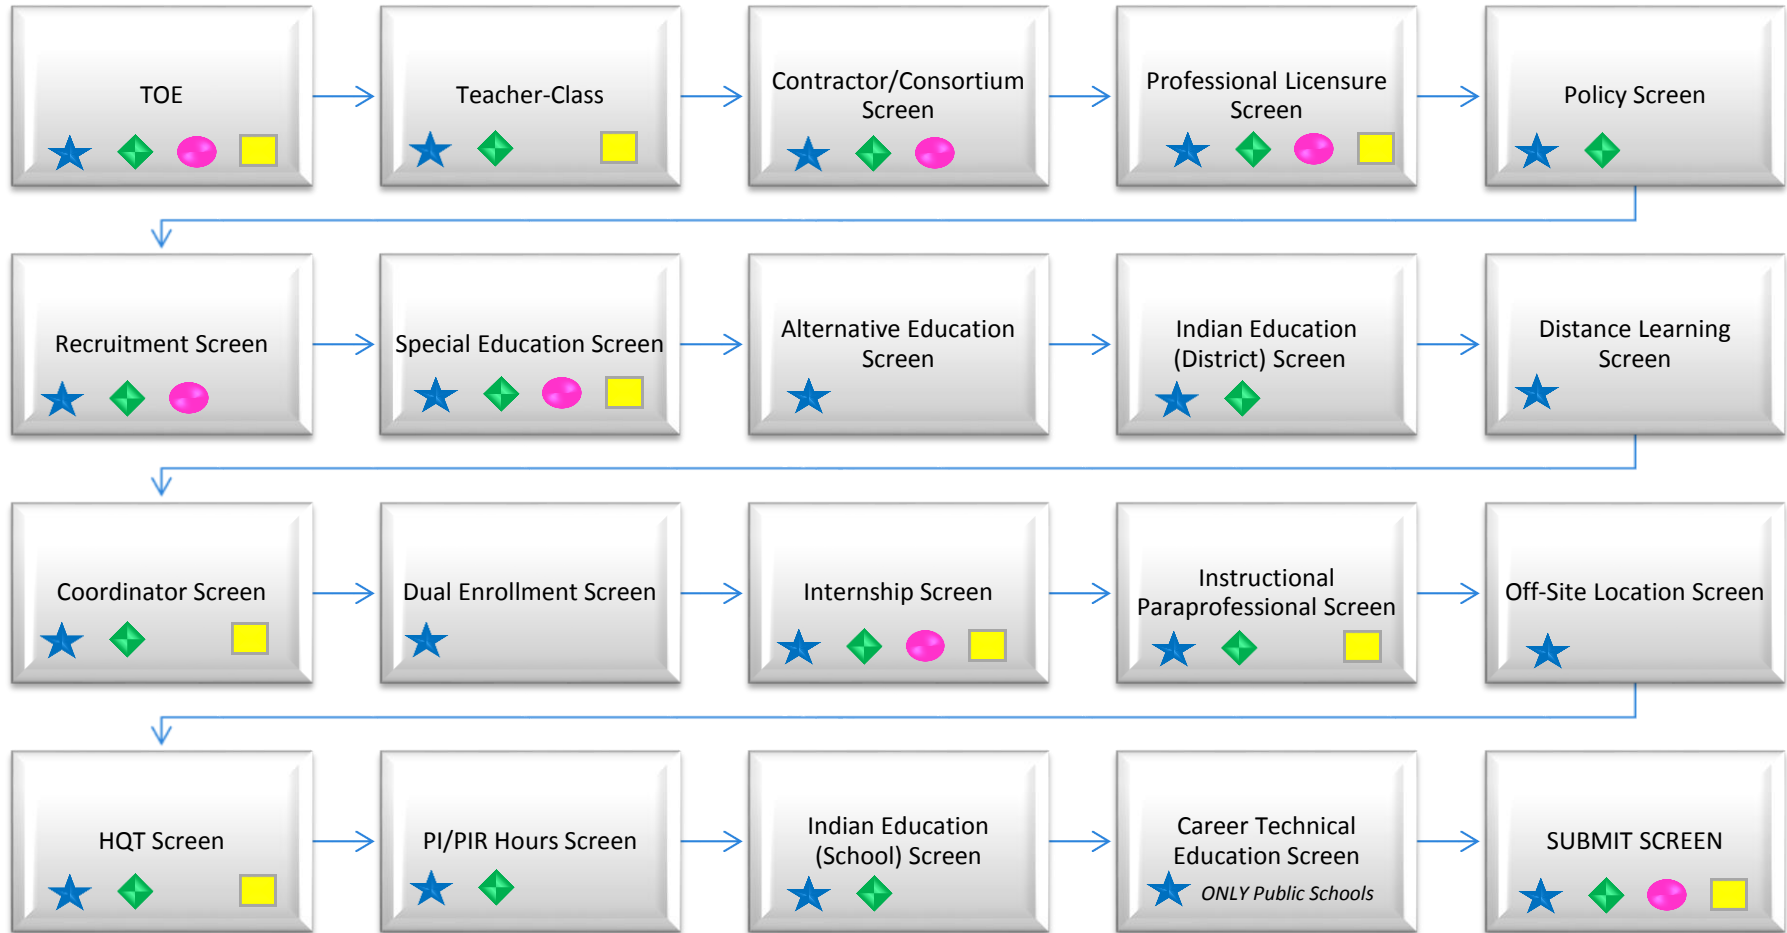 TOE
Teacher-Class
Contractor/Consortium
Screen
Professional Licensure
Screen
Policy Screen
Recruitment Screen
Special Education Screen
Alternative Education
Screen
Indian Education
(District) Screen
Distance Learning
Screen
Coordinator Screen
Dual Enrollment Screen
Internship Screen
Instructional
Paraprofessional Screen
Off-Site Location Screen
HQT Screen
PI/PIR Hours Screen
Indian Education
(School) Screen
Career Technical
Education Screen
ONLY Public Schools
SUBMIT SCREEN